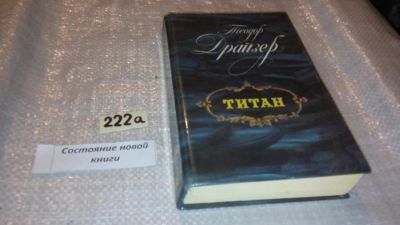 Теодор
Драйзер
ТИТАН
222а
Состояние новой
книги